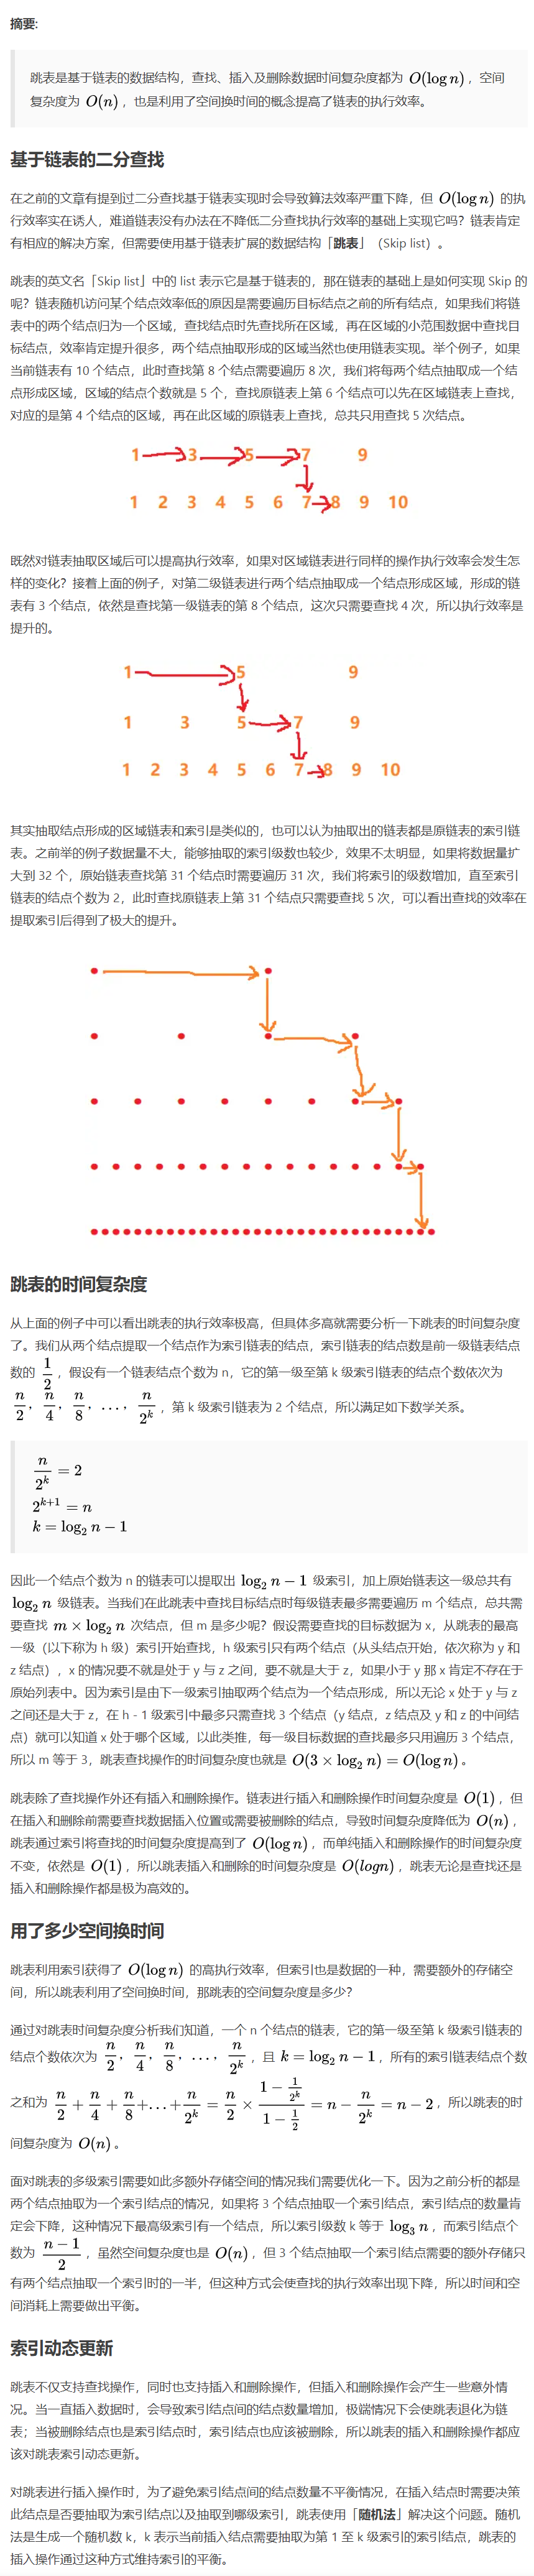 摘要:
跳表是基于链表的数据结构，查找、插入及删除数据时间复杂度都为 O(log n)，空间
复杂度为 O(n)，也是利用了空间换时间的概念提高了链表的执行效率。
基于链表的二分查找
在之前的文章有提到过二分查找基于链表实现时会导致算法效率严重下降，但 O(log n) 的执
行效率实在诱人，难道链表没有办法在不降低二分查找执行效率的基础上实现它吗？链表肯定
有相应的解决方案，但需要使用基于链表扩展的数据结构「跳表」（Skip list）。
跳表的英文名「Skip list」中的 list 表示它是基于链表的，那在链表的基础上是如何实现 Skip 的
呢？链表随机访问某个结点效率低的原因是需要遍历目标结点之前的所有结点，如果我们将链
表中的两个结点归为一个区域，查找结点时先查找所在区域，再在区域的小范围数据中查找目
标结点，效率肯定提升很多，两个结点抽取形成的区域当然也使用链表实现。举个例子，如果
当前链表有 10 个结点，此时查找第 8 个结点需要遍历 8 次，我们将每两个结点抽取成一个结
点形成区域，区域的结点个数就是 5 个，查找原链表上第 6 个结点可以先在区域链表上查找，
对应的是第 4 个结点的区域，再在此区域的原链表上查找，总共只用查找 5 次结点。
1 3 5 7 9
1 2 3 4 5 6 7 8 9 10
既然对链表抽取区域后可以提高执行效率，如果对区域链表进行同样的操作执行效率会发生怎
样的变化？接着上面的例子，对第二级链表进行两个结点抽取成一个结点形成区域，形成的链
表有 3 个结点，依然是查找第一级链表的第 8 个结点，这次只需要查找 4 次，所以执行效率是
提升的。
1 5 9
1 3 5 7 9
1 2 3 4 5 6 7 8 9 10
其实抽取结点形成的区域链表和索引是类似的，也可以认为抽取出的链表都是原链表的索引链
表。之前举的例子数据量不大，能够抽取的索引级数也较少，效果不太明显，如果将数据量扩
大到 32 个，原始链表查找第 31 个结点时需要遍历 31 次，我们将索引的级数增加，直至索引
链表的结点个数为 2，此时查找原链表上第 31 个结点只需要查找 5 次，可以看出查找的效率在
提取索引后得到了极大的提升。
跳表的时间复杂度
从上面的例子中可以看出跳表的执行效率极高，但具体多高就需要分析一下跳表的时间复杂度
了。我们从两个结点提取一个结点作为索引链表的结点，索引链表的结点数是前一级链表结点
数的 1/2，假设有一个链表结点个数为 n，它的第一级至第 k 级索引链表的结点个数依次为
n/2，n/4，n/8，...，n/2^k，第 k 级索引链表为 2 个结点，所以满足如下数学关系。
n/2^k = 2
2^{k+1} = n
k = log₂ n − 1
因此一个结点个数为 n 的链表可以提取出 log₂ n − 1 级索引，加上原始链表这一级总共有
log₂ n 级链表。当我们在此跳表中查找目标结点时每级链表最多需要遍历 m 个结点，总共需
要查找 m × log₂ n 次结点，但 m 是多少呢？假设需要查找的目标数据为 x，从跳表的最高
一级（以下称为 h 级）索引开始查找，h 级索引只有两个结点（从头结点开始，依次称为 y 和
z 结点），x 的情况要不就是处于 y 与 z 之间，要不就是大于 z，如果小于 y 那 x 肯定不存在于
原始列表中。因为索引是由下一级索引抽取两个结点为一个结点形成，所以无论 x 处于 y 与 z
之间还是大于 z，在 h - 1 级索引中最多只需查找 3 个结点（y 结点，z 结点及 y 和 z 的中间结
点）就可以知道 x 处于哪个区域，以此类推，每一级目标数据的查找最多只用遍历 3 个结点，
所以 m 等于 3，跳表查找操作的时间复杂度也就是 O(3 × log₂ n) = O(log n)。
跳表除了查找操作外还有插入和删除操作。链表进行插入和删除操作时间复杂度是 O(1)，但
在插入和删除前需要查找数据插入位置或需要被删除的结点，导致时间复杂度降低为 O(n)，
跳表通过索引将查找的时间复杂度提高到了 O(log n)，而单纯插入和删除操作的时间复杂度
不变，依然是 O(1)，所以跳表插入和删除的时间复杂度是 O(logn)，跳表无论是查找还是
插入和删除操作都是极为高效的。
用了多少空间换时间
跳表利用索引获得了 O(log n) 的高执行效率，但索引也是数据的一种，需要额外的存储空
间，所以跳表利用了空间换时间，那跳表的空间复杂度是多少？
通过对跳表时间复杂度分析我们知道，一个 n 个结点的链表，它的第一级至第 k 级索引链表的
结点个数依次为 n/2，n/4，n/8，...，n/2^k，且 k = log₂ n − 1，所有的索引链表结点个数
之和为 n/2 + n/4 + n/8 +...+ n/2^k = n/2 × (1 − 1/2^k)/(1 − 1/2) = n − n/2^k = n − 2，所以跳表的时
间复杂度为 O(n)。
面对跳表的多级索引需要如此多额外存储空间的情况我们需要优化一下。因为之前分析的都是
两个结点抽取为一个索引结点的情况，如果将 3 个结点抽取一个索引结点，索引结点的数量肯
定会下降，这种情况下最高级索引有一个结点，所以索引级数 k 等于 log₃ n，而索引结点个
数为 (n − 1)/2，虽然空间复杂度也是 O(n)，但 3 个结点抽取一个索引结点需要的额外存储只
有两个结点抽取一个索引时的一半，但这种方式会使查找的执行效率出现下降，所以时间和空
间消耗上需要做出平衡。
索引动态更新
跳表不仅支持查找操作，同时也支持插入和删除操作，但插入和删除操作会产生一些意外情
况。当一直插入数据时，会导致索引结点间的结点数量增加，极端情况下会使跳表退化为链
表；当被删除结点也是索引结点时，索引结点也应该被删除，所以跳表的插入和删除操作都应
该对跳表索引动态更新。
对跳表进行插入操作时，为了避免索引结点间的结点数量不平衡情况，在插入结点时需要决策
此结点是否要抽取为索引结点以及抽取到哪级索引，跳表使用「随机法」解决这个问题。随机
法是生成一个随机数 k，k 表示当前插入结点需要抽取为第 1 至 k 级索引的索引结点，跳表的
插入操作通过这种方式维持索引的平衡。